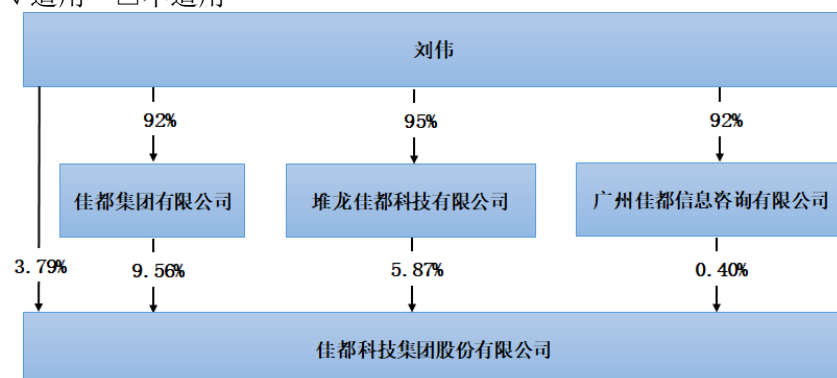 刘伟
92%
95%
92%
佳都集团有限公司
堆龙佳都科技有限公司
广州佳都信息咨询有限公司
3.79%
9.56%
5.87%
0.40%
佳都科技集团股份有限公司